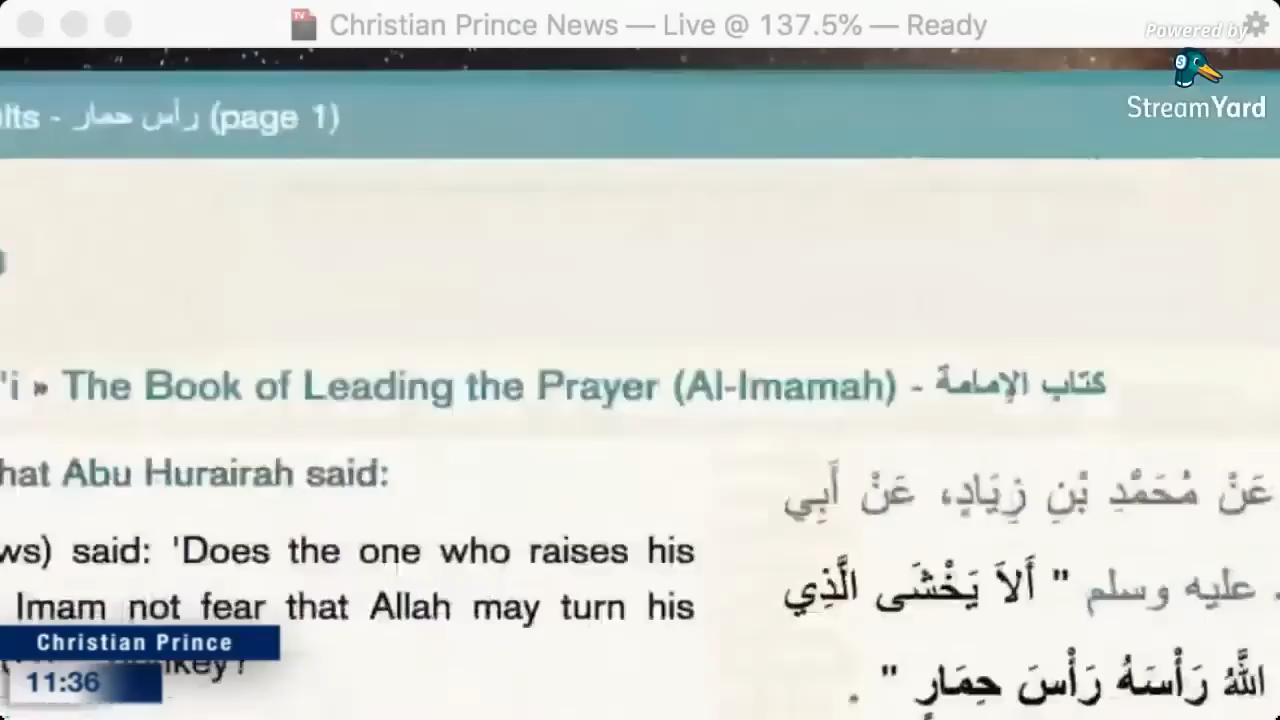 Christian Prince News — Live @ 137.5% — Ready
Powered by
StreamYard
lts - رأس حمار (page 1)
'i » The Book of Leading the Prayer (Al-Imamah) - كتاب الإمامة
hat Abu Hurairah said:
ws) said: 'Does the one who raises his
Imam not fear that Allah may turn his
nkey?
عَنْ مُحَمَّدِ بْنِ زِيَادٍ، عَنْ أَبِي
عليه وسلم " أَلاَ يَخْشَى الَّذِي
اللَّهُ رَأْسَهُ رَأْسَ حِمَارٍ " .
Christian Prince
11:36